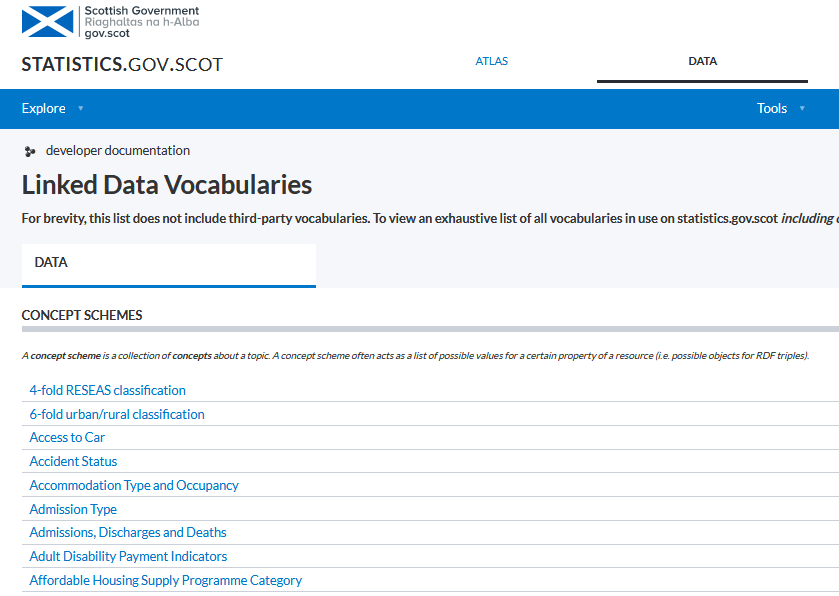 Scottish Government
Riaghaltas na h-Alba
gov.scot
STATISTICS.GOV.SCOT
ATLAS
DATA
Explore
Tools
developer documentation
Linked Data Vocabularies
For brevity, this list does not include third-party vocabularies. To view an exhaustive list of all vocabularies in use on statistics.gov.scot including
DATA
CONCEPT SCHEMES
A concept scheme is a collection of concepts about a topic. A concept scheme often acts as a list of possible values for a certain property of a resource (i.e. possible objects for RDF triples).
4-fold RESEAS classification
6-fold urban/rural classification
Access to Car
Accident Status
Accommodation Type and Occupancy
Admission Type
Admissions, Discharges and Deaths
Adult Disability Payment Indicators
Affordable Housing Supply Programme Category